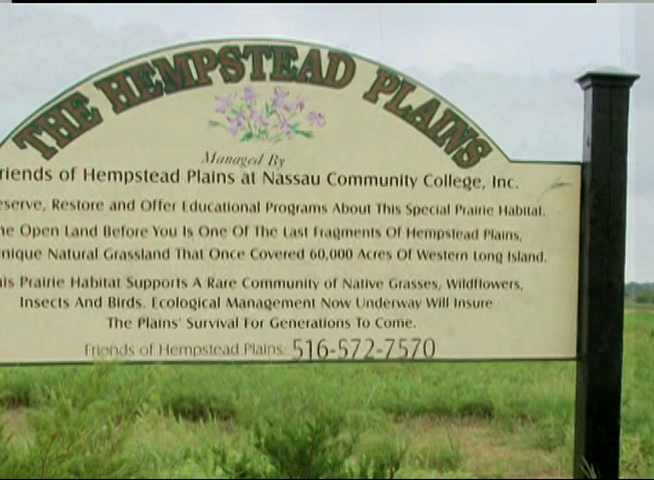 THE HEMPSTEAD PLAINS
Managed By
riends of Hempstead Plains at Nassau Community College, Inc.
eserve, Restore and Offer Educational Programs About This Special Prairie Habitat.
he Open Land Before You Is One Of The Last Fragments Of Hempstead Plains,
nique Natural Grassland That Once Covered 60,000 Acres Of Western Long Island.
is Prairie Habitat Supports A Rare Community of Native Grasses, Wildflowers,
Insects And Birds. Ecological Management Now Underway Will Insure
The Plains' Survival For Generations To Come.
Friends of Hempstead Plains: 516-572-7570